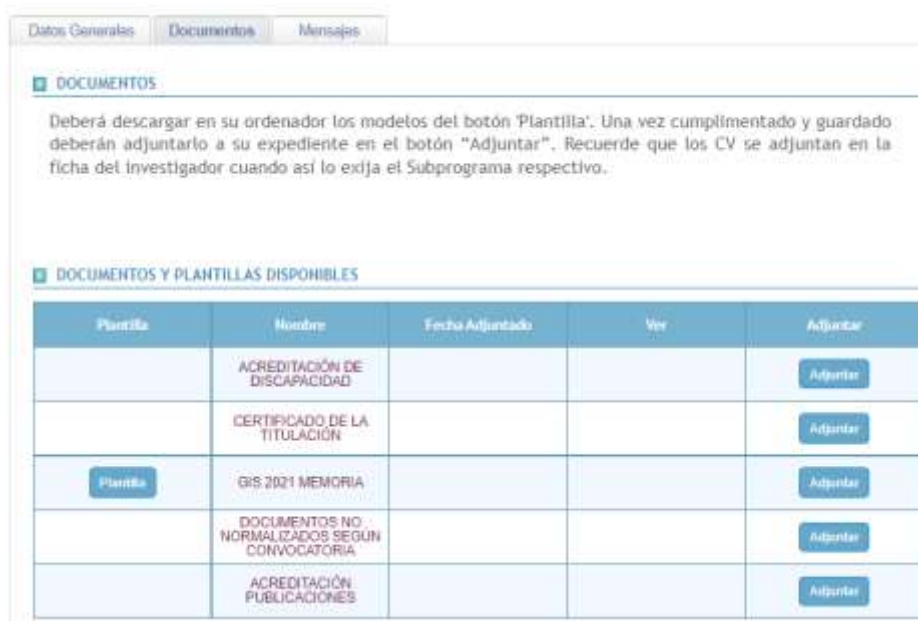 Datos Generales Documentos Mensajes
DOCUMENTOS
Deberá descargar en su ordenador los modelos del botón 'Plantilla'. Una vez cumplimentado y guardado
deberán adjuntarlo a su expediente en el botón “Adjuntar”. Recuerde que los CV se adjuntan en la
ficha del investigador cuando así lo exija el Subprograma respectivo.
DOCUMENTOS Y PLANTILLAS DISPONIBLES
Plantilla Nombre Fecha Adjuntado Ver Adjuntar
ACREDITACIÓN DE
DISCAPACIDAD
Adjuntar
CERTIFICADO DE LA
TITULACIÓN
Adjuntar
Plantilla GIS 2021 MEMORIA Adjuntar
DOCUMENTOS NO
NORMALIZADOS SEGÚN
CONVOCATORIA
Adjuntar
ACREDITACIÓN
PUBLICACIONES
Adjuntar